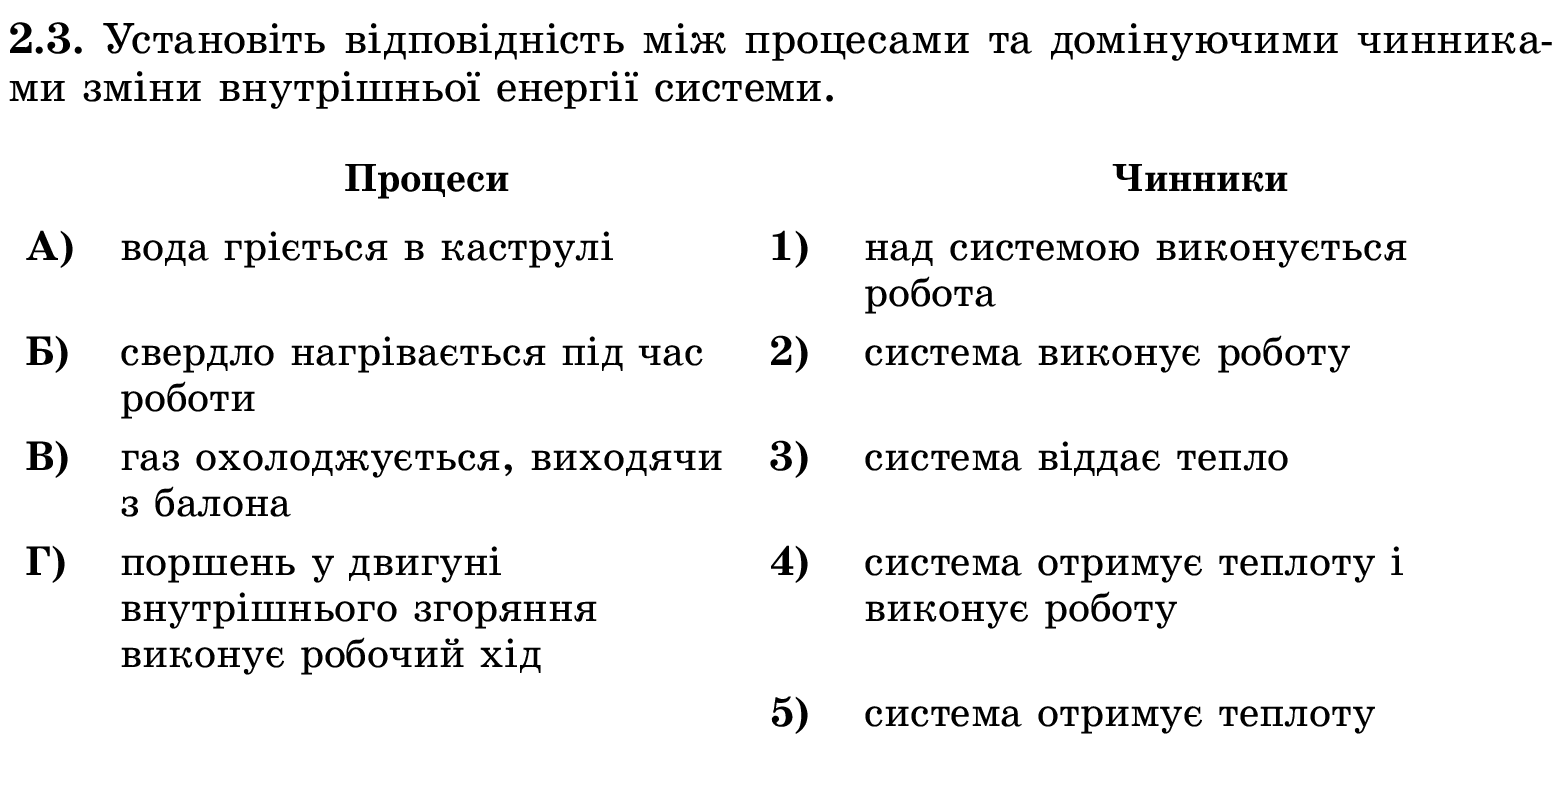 2.3. Установіть відповідність між процесами та домінуючими чинника-
ми зміни внутрішньої енергії системи.
Процеси
Чинники
А) вода гріється в каструлі
1) над системою виконується
робота
Б) свердло нагрівається під час
роботи
2) система виконує роботу
В) газ охолоджується, виходячи
з балона
3) система віддає тепло
Г) поршень у двигуні
внутрішнього згоряння
виконує робочий хід
4) система отримує теплоту і
виконує роботу
5) система отримує теплоту